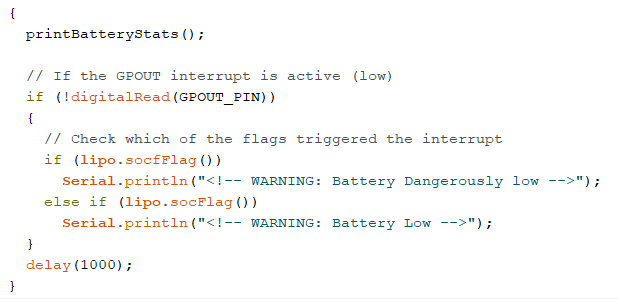 {
  printBatteryStats();

  // If the GPOUT interrupt is active (low)
  if (!digitalRead(GPOUT_PIN))
  {
    // Check which of the flags triggered the interrupt
    if (lipo.socfFlag())
      Serial.println("<!-- WARNING: Battery Dangerously low -->");
    else if (lipo.socFlag())
      Serial.println("<!-- WARNING: Battery Low -->");
  }
  delay(1000);
}